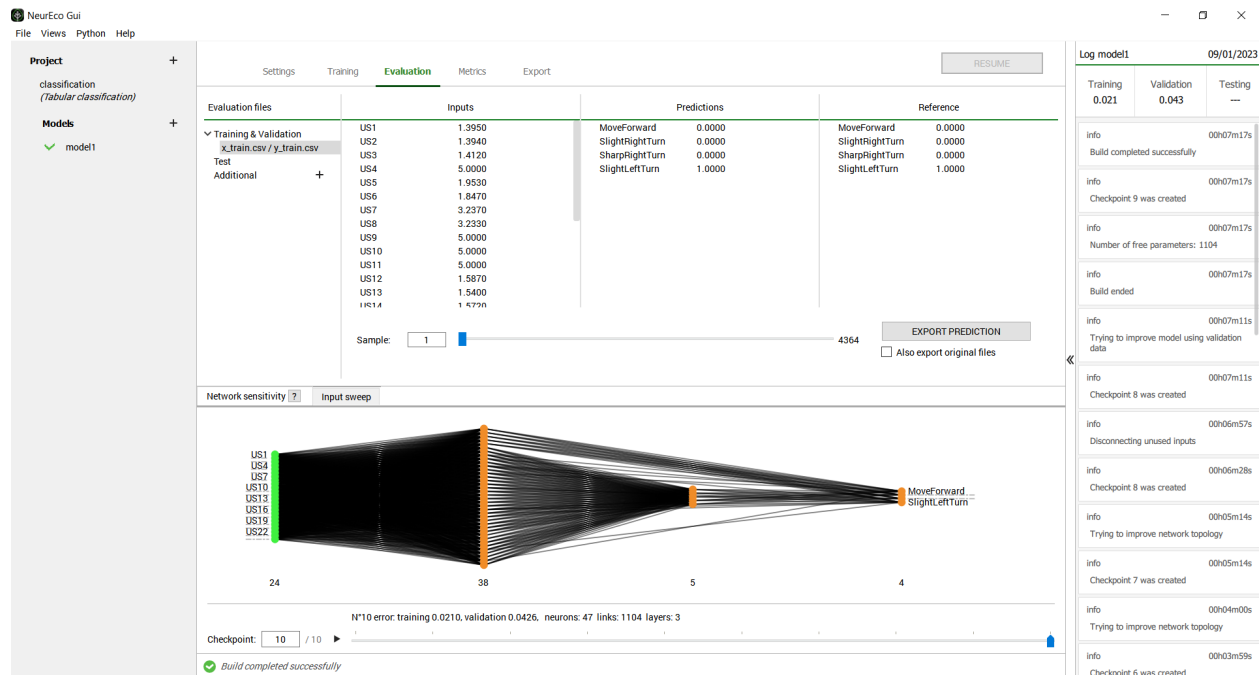 NeurEco Gui
File Views Python Help
Project +
classification
(Tabular classification)
Models +
model1
Settings Training Evaluation Metrics Export
RESUME
Evaluation files Inputs Predictions Reference
Training & Validation
x_train.csv / y_train.csv
Test
Additional +
US1 1.3950
US2 1.3940
US3 1.4120
US4 5.0000
US5 1.9530
US6 1.8470
US7 3.2370
US8 3.2330
US9 5.0000
US10 5.0000
US11 5.0000
US12 1.5870
US13 1.5400
US14 1.5720
MoveForward 0.0000
SlightRightTurn 0.0000
SharpRightTurn 0.0000
SlightLeftTurn 1.0000
MoveForward 0.0000
SlightRightTurn 0.0000
SharpRightTurn 0.0000
SlightLeftTurn 1.0000
Sample: 1 4364
EXPORT PREDICTION
Also export original files
Network sensitivity ? Input sweep
US1
US4
US7
US10
US13
US16
US19
US22
MoveForward
SlightLeftTurn
24 38 5 4
N°10 error: training 0.0210, validation 0.0426, neurons: 47 links: 1104 layers: 3
Checkpoint: 10 / 10
Build completed successfully
Log model1 09/01/2023
Training Validation Testing
0.021 0.043 ---
info 00h07m17s
Build completed successfully
info 00h07m17s
Checkpoint 9 was created
info 00h07m17s
Number of free parameters: 1104
info 00h07m17s
Build ended
info 00h07m11s
Trying to improve model using validation
data
info 00h07m11s
Checkpoint 8 was created
info 00h06m57s
Disconnecting unused inputs
info 00h06m28s
Checkpoint 8 was created
info 00h05m14s
Trying to improve network topology
info 00h05m14s
Checkpoint 7 was created
info 00h04m00s
Trying to improve network topology
info 00h03m59s
Checkpoint 6 was created